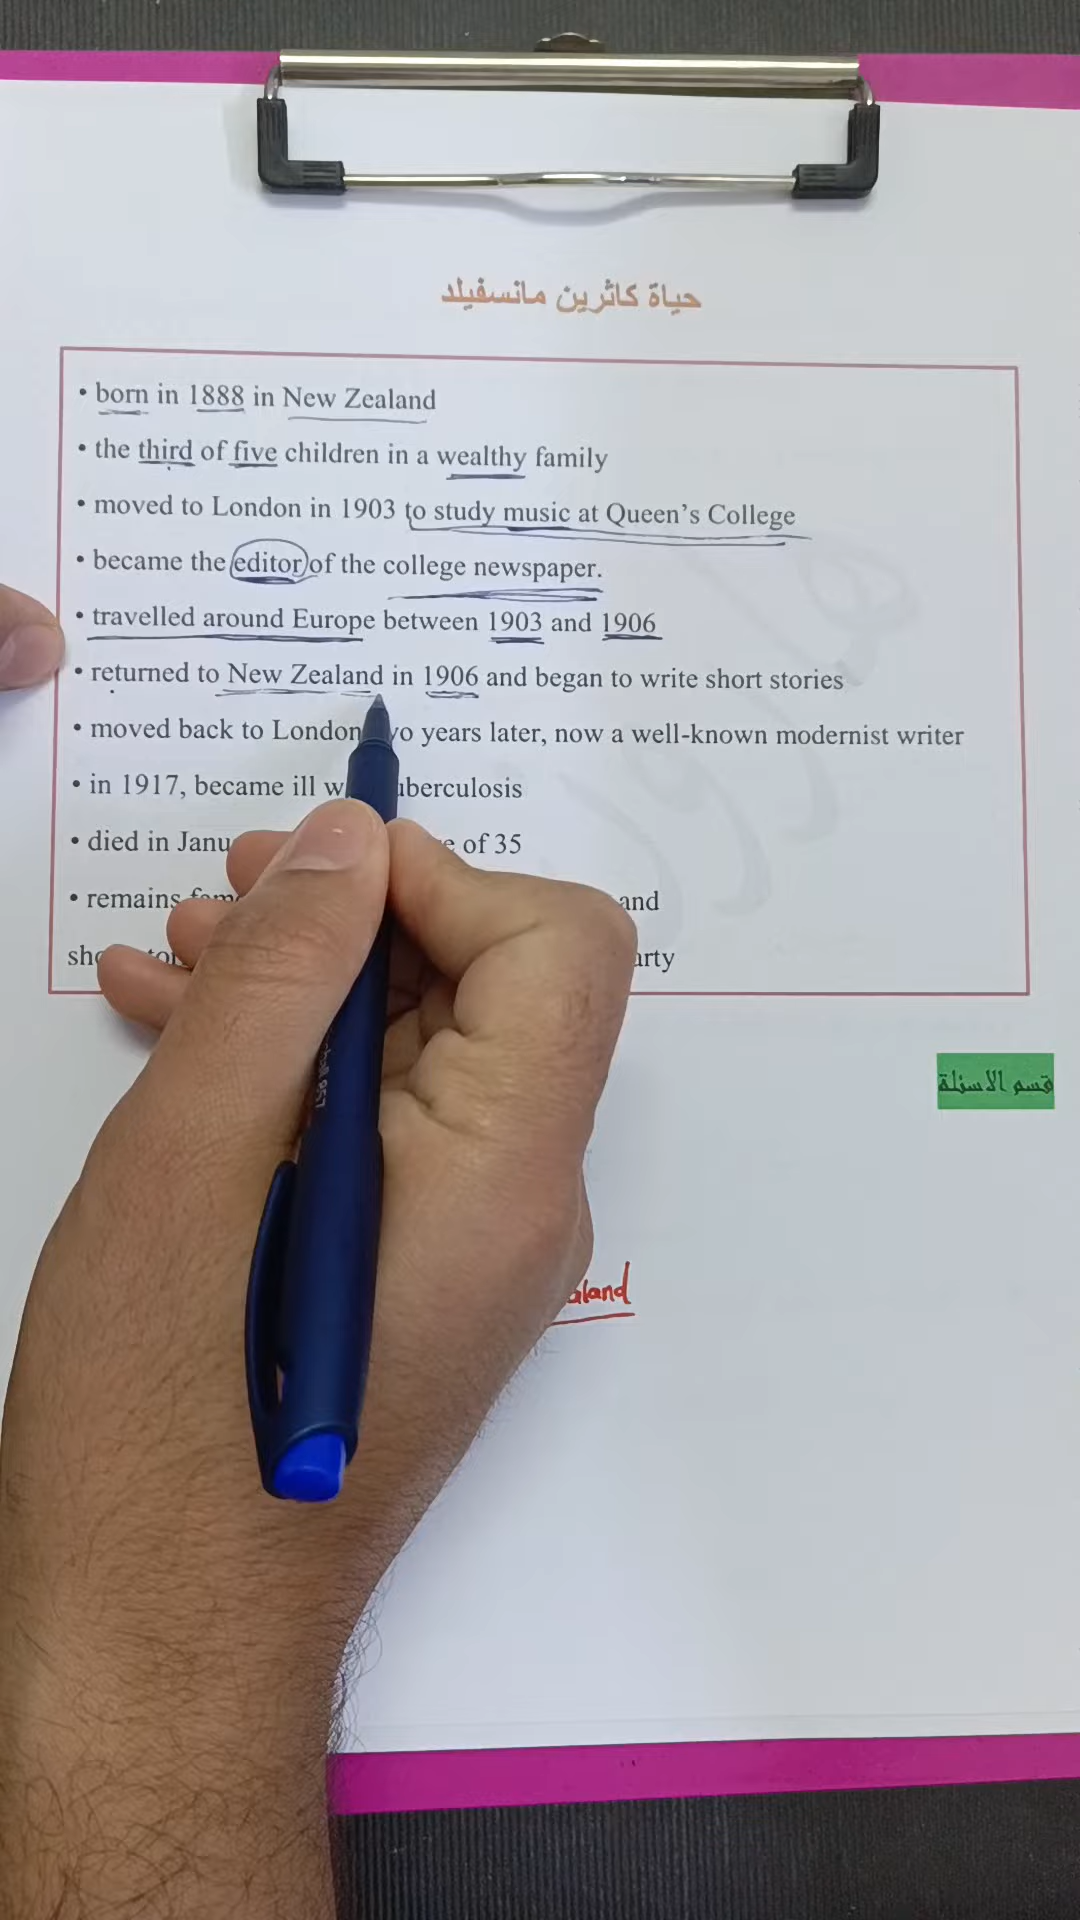 حياة كاثرين مانسفيلد
• born in 1888 in New Zealand
• the third of five children in a wealthy family
• moved to London in 1903 to study music at Queen’s College
• became the editor of the college newspaper.
• travelled around Europe between 1903 and 1906
• returned to New Zealand in 1906 and began to write short stories
• moved back to London years later, now a well-known modernist writer
• in 1917, became ill
• died in of 35
• remains and
قسم الاسئلة